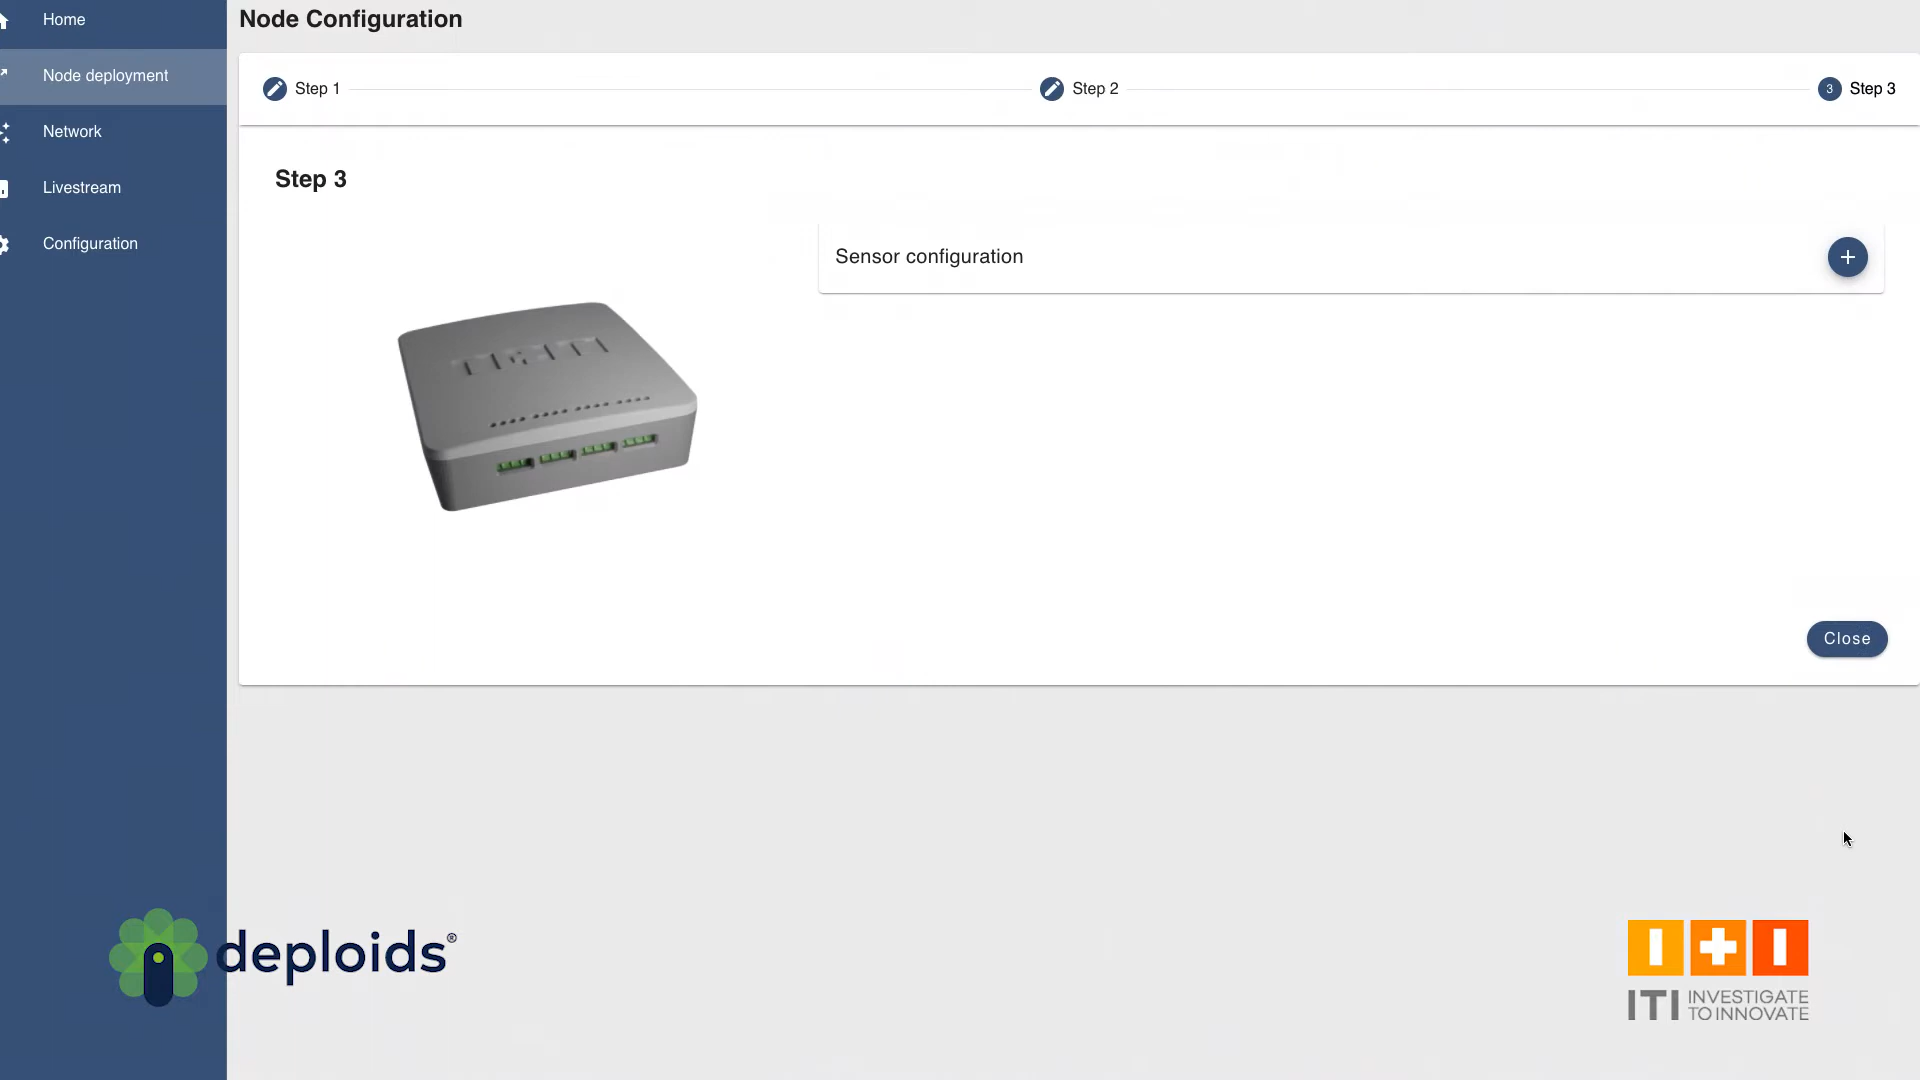 Home
Node deployment
Network
Livestream
Configuration
Node Configuration
Step 1
Step 2
3
Step 3
Step 3
Sensor configuration
Close
deploids®
ITI INVESTIGATE
TO INNOVATE